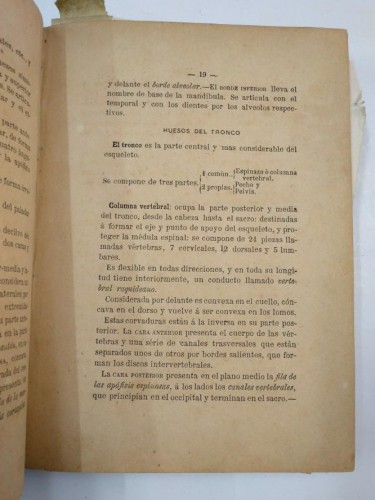 — 19 —
y delante el borde alveolar.—El BORDE INFERIOR lleva el
nombre de base de la mandíbula. Se articula con el
temporal y con los dientes por los alveolos respec-
tivos.
HUESOS DEL TRONCO
El tronco es la parte central y mas considerable del
esqueleto.
Se compone de tres partes. { 1 común. { Espinazo ó columna
vertebral.
2 propias. { Pecho y
Pelvis.
Columna vertebral: ocupa la parte posterior y media
del tronco, desde la cabeza hasta el sacro: destinadas
á formar el eje y punto de apoyo del esqueleto, y pro-
teger la médula espinal: se compone de 24 piezas lla-
madas vértebras, 7 cervicales, 12 dorsales y 5 lum-
bares.
Es flexible en todas direcciones, y en toda su longi-
tud tiene interiormente, un conducto llamado verte-
bral raquídeano.
Considerada por delante es convexa en el cuello, cón-
cava en el dorso y vuelve á ser convexa en los lomos.
Estas corvaduras están á la inversa en su parte pos-
terior. LA CARA ANTERIOR presenta el cuerpo de las vér-
tebras y una série de canales trasversales que están
separados unos de otros por bordes salientes, que for-
man los discos intervertebrales.
LA CARA POSTERIOR presenta en el plano medio la fila de
las apófisis espinosas, á los lados los canales vertebrales,
que principian en el occipital y terminan en el sacro.—